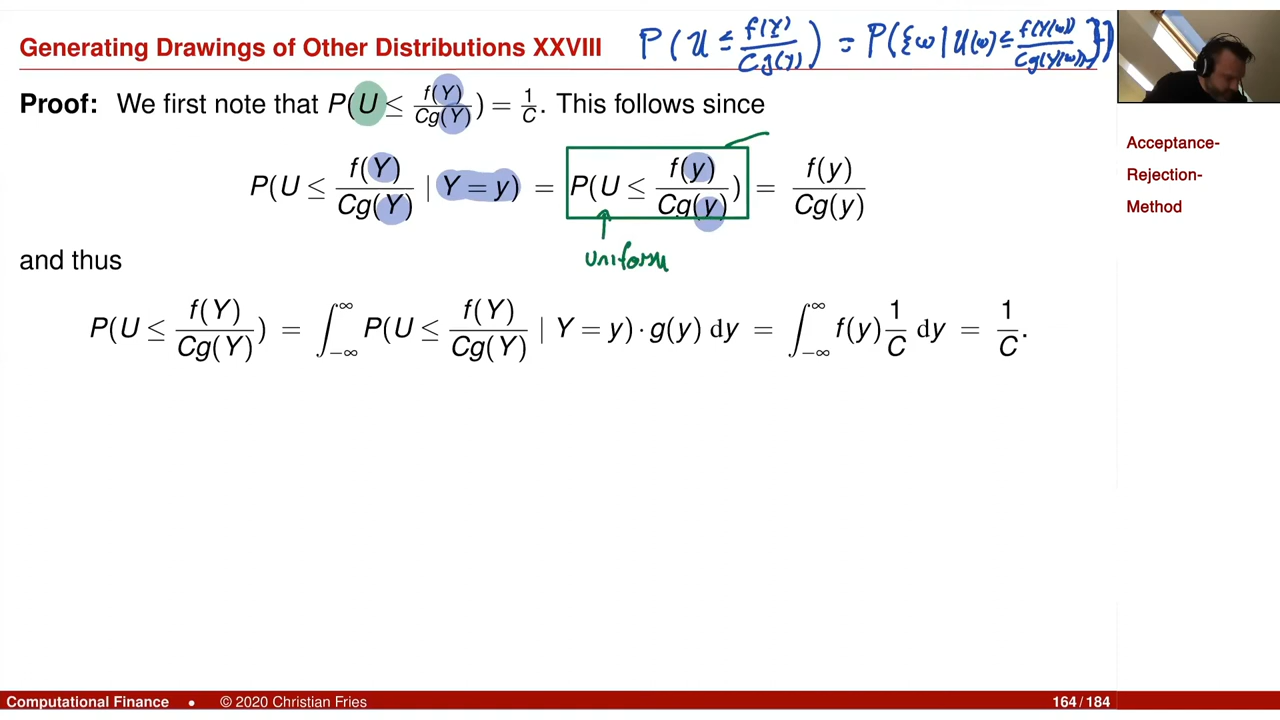 Generating Drawings of Other Distributions XXVIII P(U ≤ f(Y)/Cg(Y)) = P({ω | U(ω) ≤ f(Y(ω))/Cg(Y(ω))})
Proof: We first note that P(U ≤ f(Y)/Cg(Y)) = 1/C. This follows since
P(U ≤ f(Y)/Cg(Y) | Y = y) = P(U ≤ f(y)/Cg(y)) = f(y)/Cg(y)
uniform
and thus
P(U ≤ f(Y)/Cg(Y)) = ∫_{-∞}^{∞} P(U ≤ f(Y)/Cg(Y) | Y = y) · g(y) dy = ∫_{-∞}^{∞} f(y) 1/C dy = 1/C.
Acceptance-
Rejection-
Method
Computational Finance • © 2020 Christian Fries 164/184